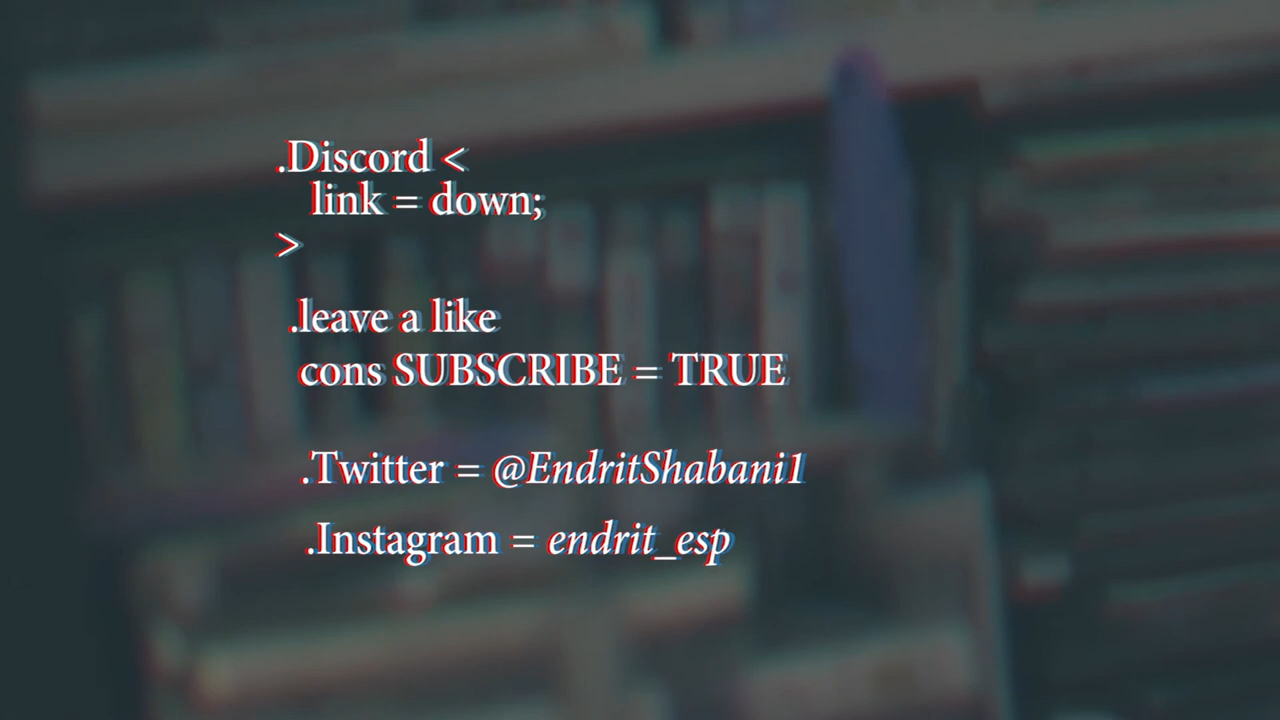 .Discord <
link = down;
>
.leave a like
cons SUBSCRIBE = TRUE
.Twitter = @EndritShabani1
.Instagram = endrit_esp